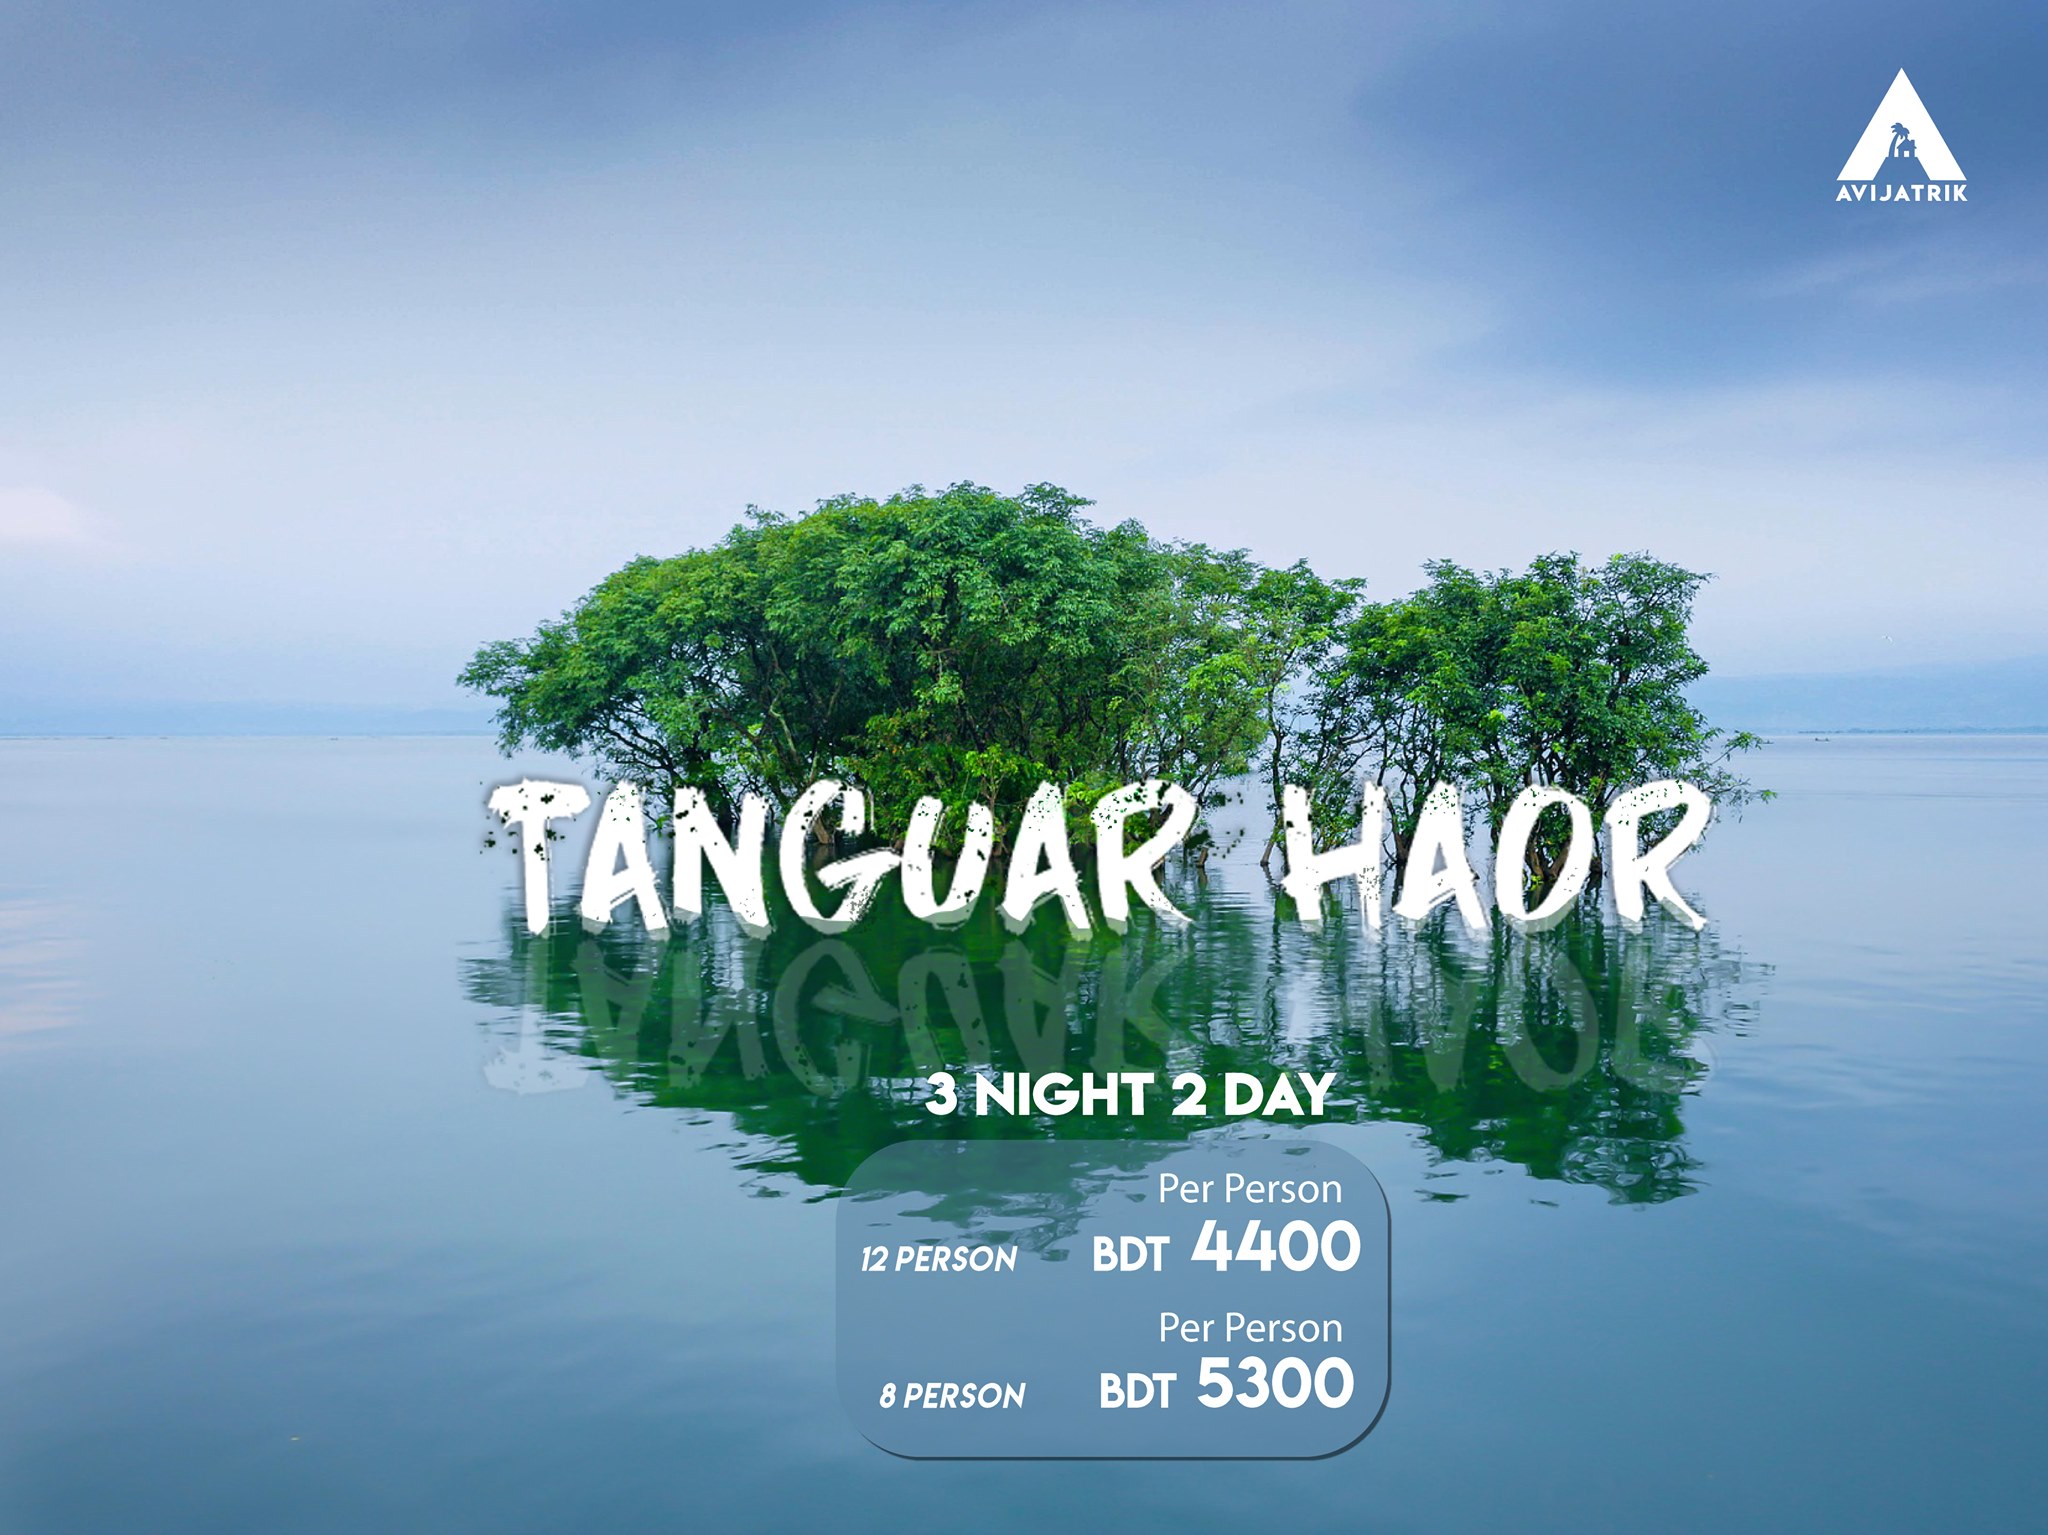 AVIJATRIK
TANGUAR HAOR
3 NIGHT 2 DAY
Per Person
12 PERSON BDT 4400
Per Person
8 PERSON BDT 5300